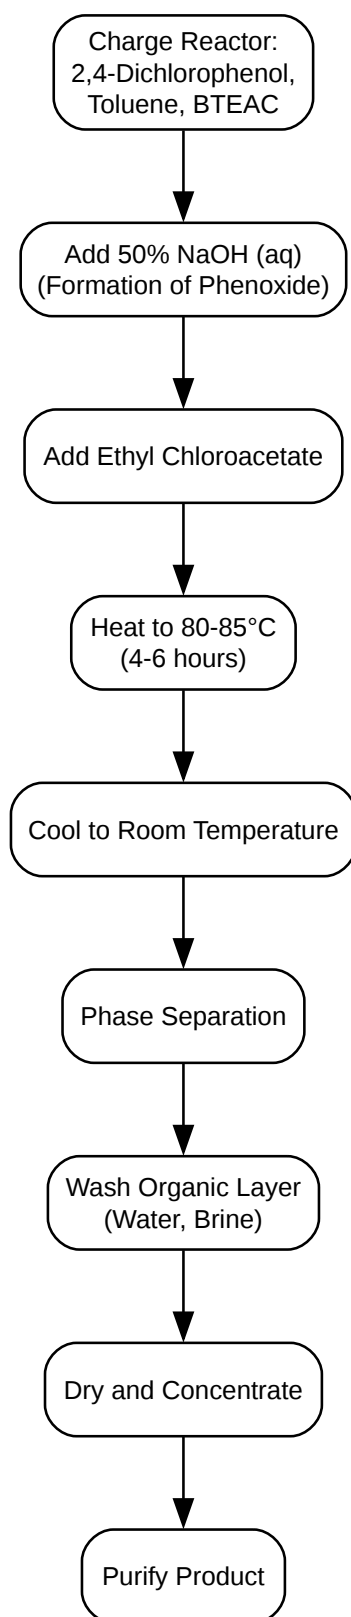 Charge Reactor:
2,4-Dichlorophenol,
Toluene, BTEAC
Add 50% NaOH (aq)
(Formation of Phenoxide)
Add Ethyl Chloroacetate
Heat to 80-85°C
(4-6 hours)
Cool to Room Temperature
Phase Separation
Wash Organic Layer
(Water, Brine)
Dry and Concentrate
Purify Product